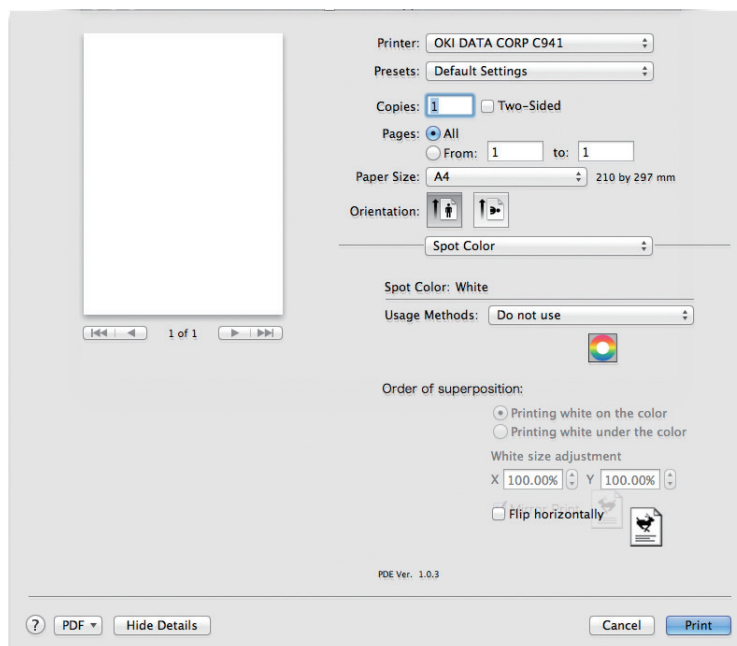 Printer: OKI DATA CORP C941
Presets: Default Settings
Copies: 1 Two-Sided
Pages: All
From: 1 to: 1
Paper Size: A4 210 by 297 mm
Orientation:
Spot Color
Spot Color: White
Usage Methods: Do not use
1 of 1
Order of superposition:
Printing white on the color
Printing white under the color
White size adjustment
X 100.00% Y 100.00%
Flip horizontally
PDE Ver. 1.0.3
? PDF Hide Details Cancel Print